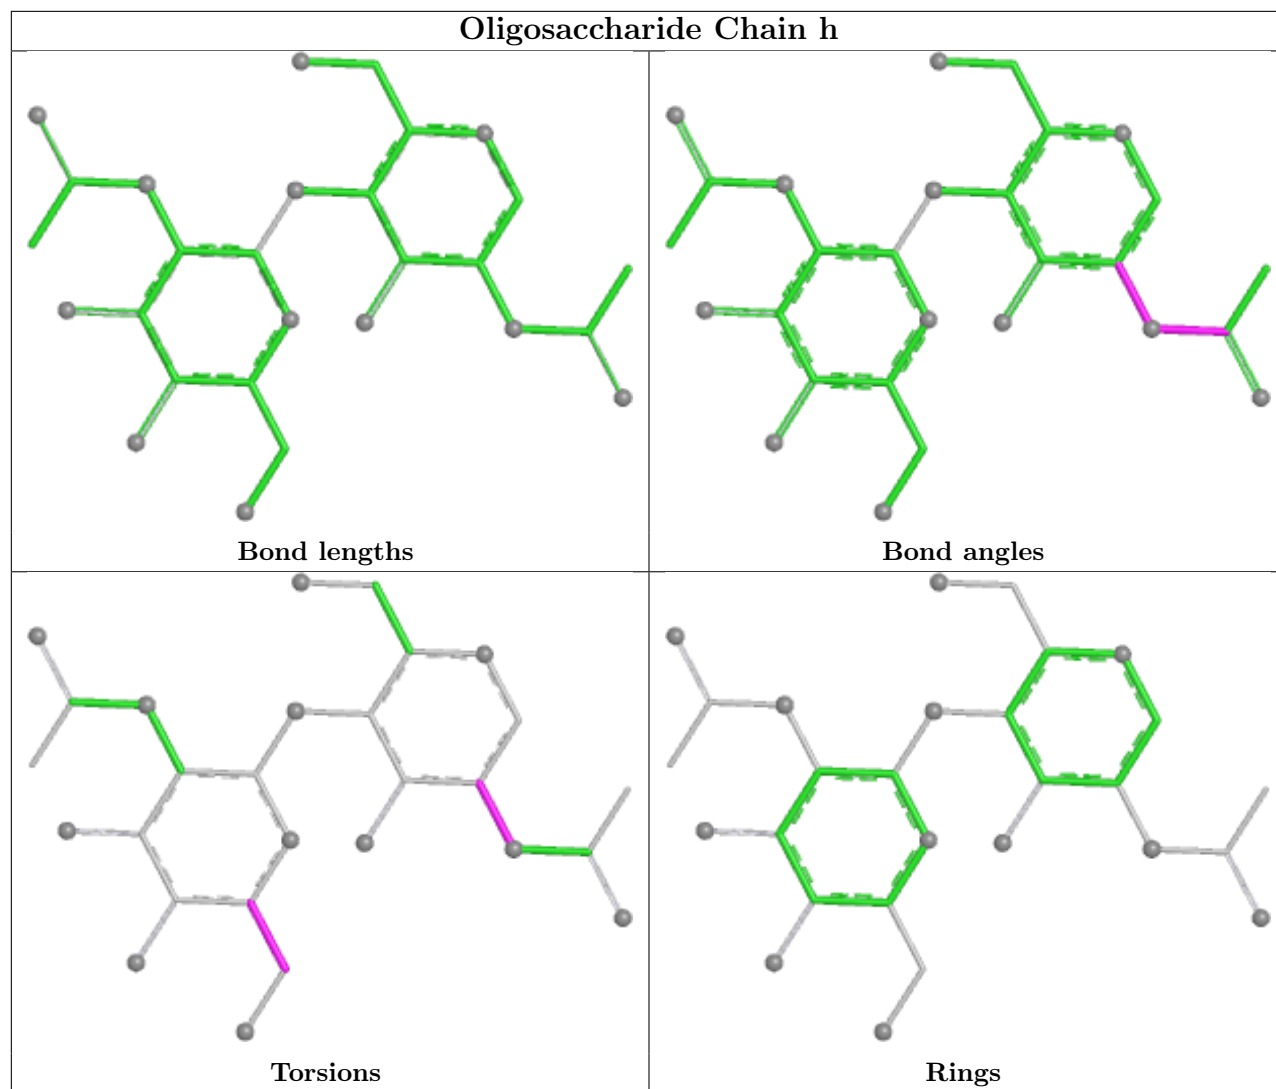 Oligosaccharide Chain h
Bond lengths
Bond angles
Torsions
Rings